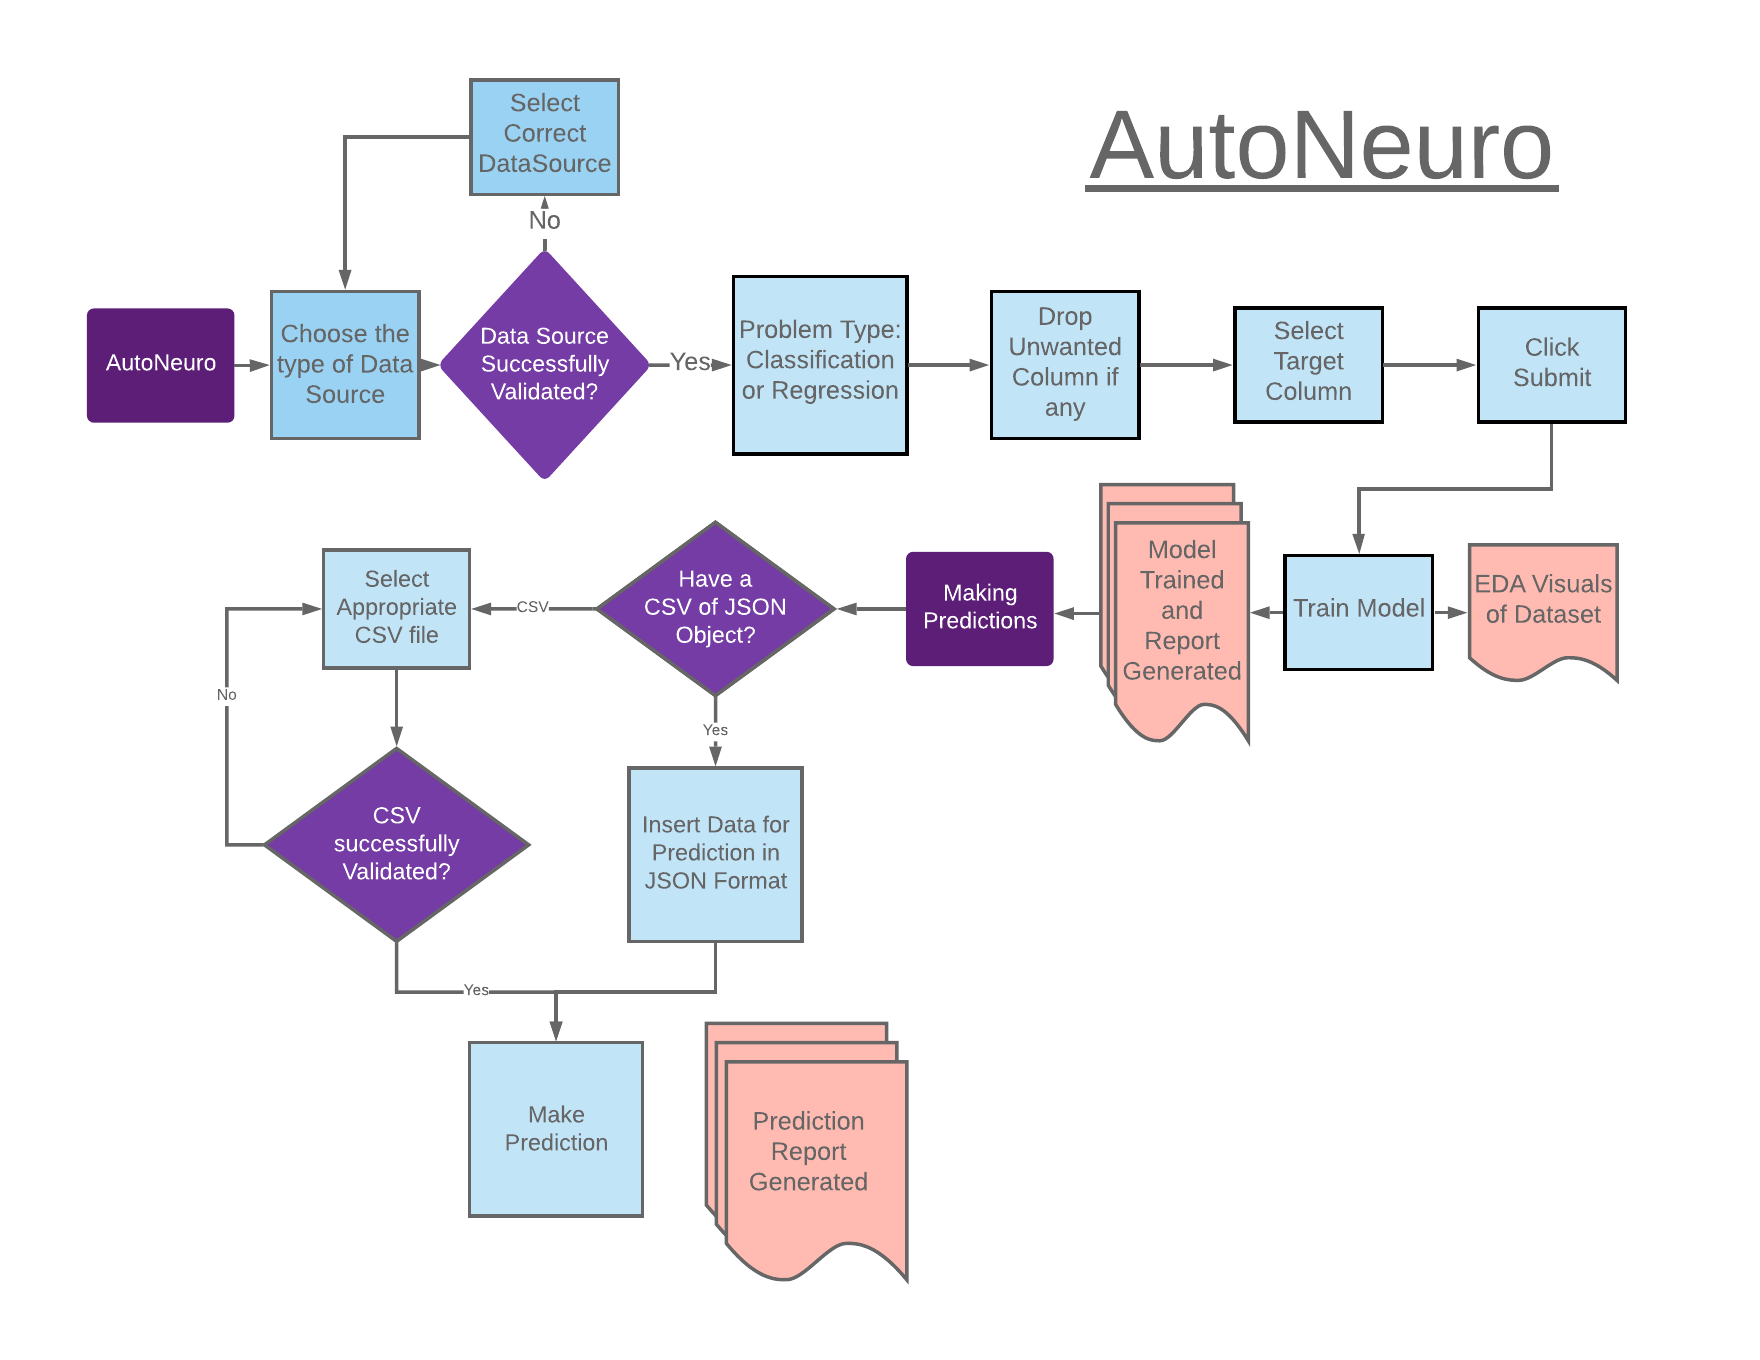 AutoNeuro
Select
Correct
DataSource
No
AutoNeuro
Choose the
type of Data
Source
Data Source
Successfully
Validated?
Yes
Problem Type:
Classification
or Regression
Drop
Unwanted
Column if
any
Select
Target
Column
Click
Submit
EDA Visuals
of Dataset
Train Model
Model
Trained
and
Report
Generated
Making
Predictions
Have a
CSV of JSON
Object?
CSV
Select
Appropriate
CSV file
No
Yes
CSV
successfully
Validated?
Insert Data for
Prediction in
JSON Format
Yes
Make
Prediction
Prediction
Report
Generated